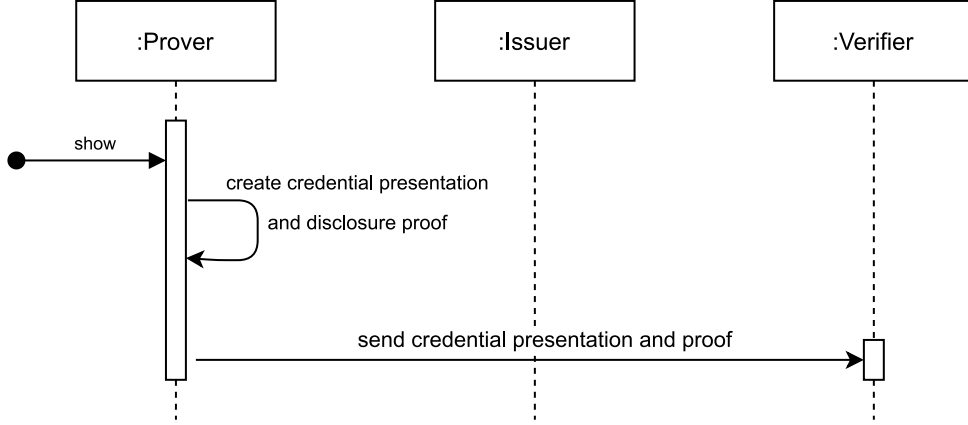 :Prover
:Issuer
:Verifier
show
create credential presentation
and disclosure proof
send credential presentation and proof